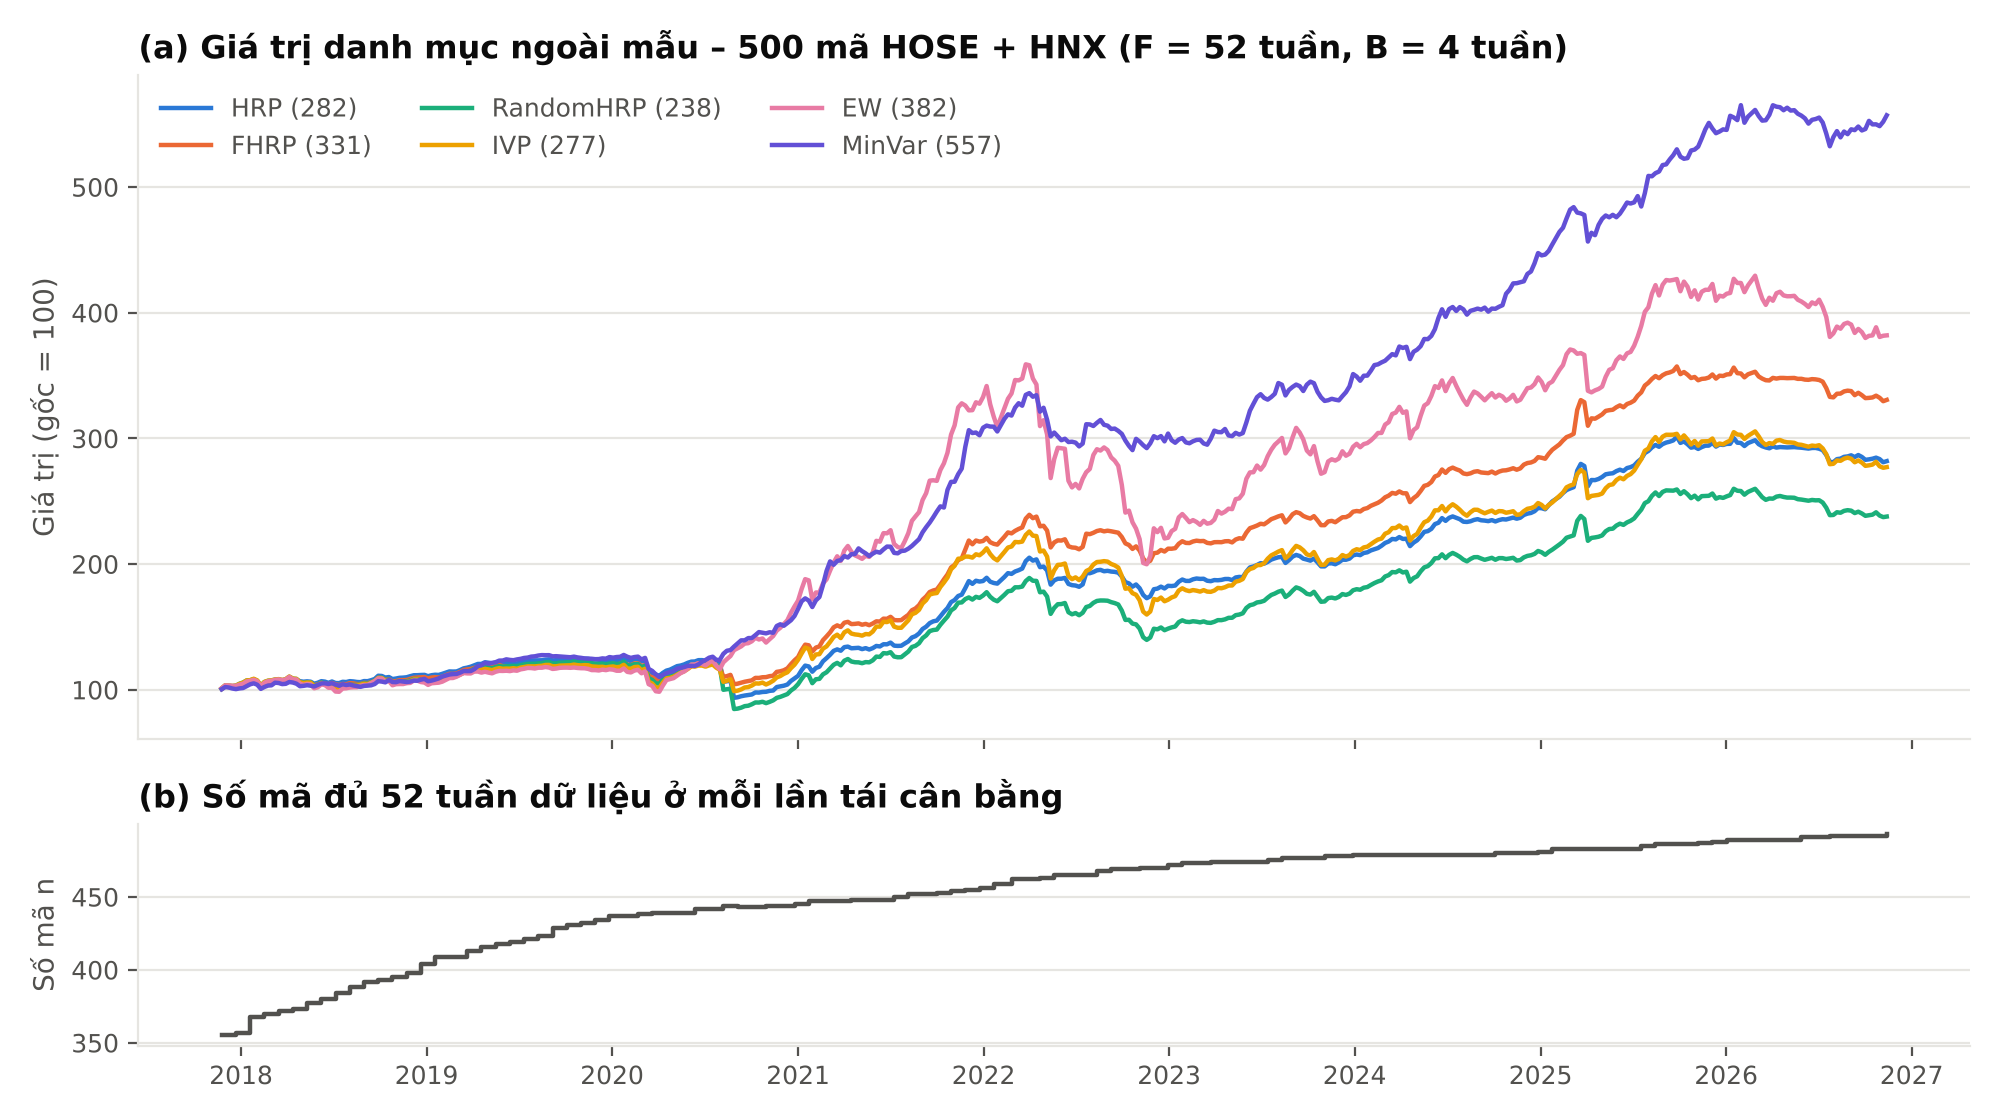 (a) Giá trị danh mục ngoài mẫu – 500 mã HOSE + HNX (F = 52 tuần, B = 4 tuần)
HRP (282)
RandomHRP (238)
EW (382)
FHRP (331)
IVP (277)
MinVar (557)
Giá trị (gốc = 100)
500
400
300
200
100
(b) Số mã đủ 52 tuần dữ liệu ở mỗi lần tái cân bằng
Số mã n
450
400
350
2018
2019
2020
2021
2022
2023
2024
2025
2026
2027